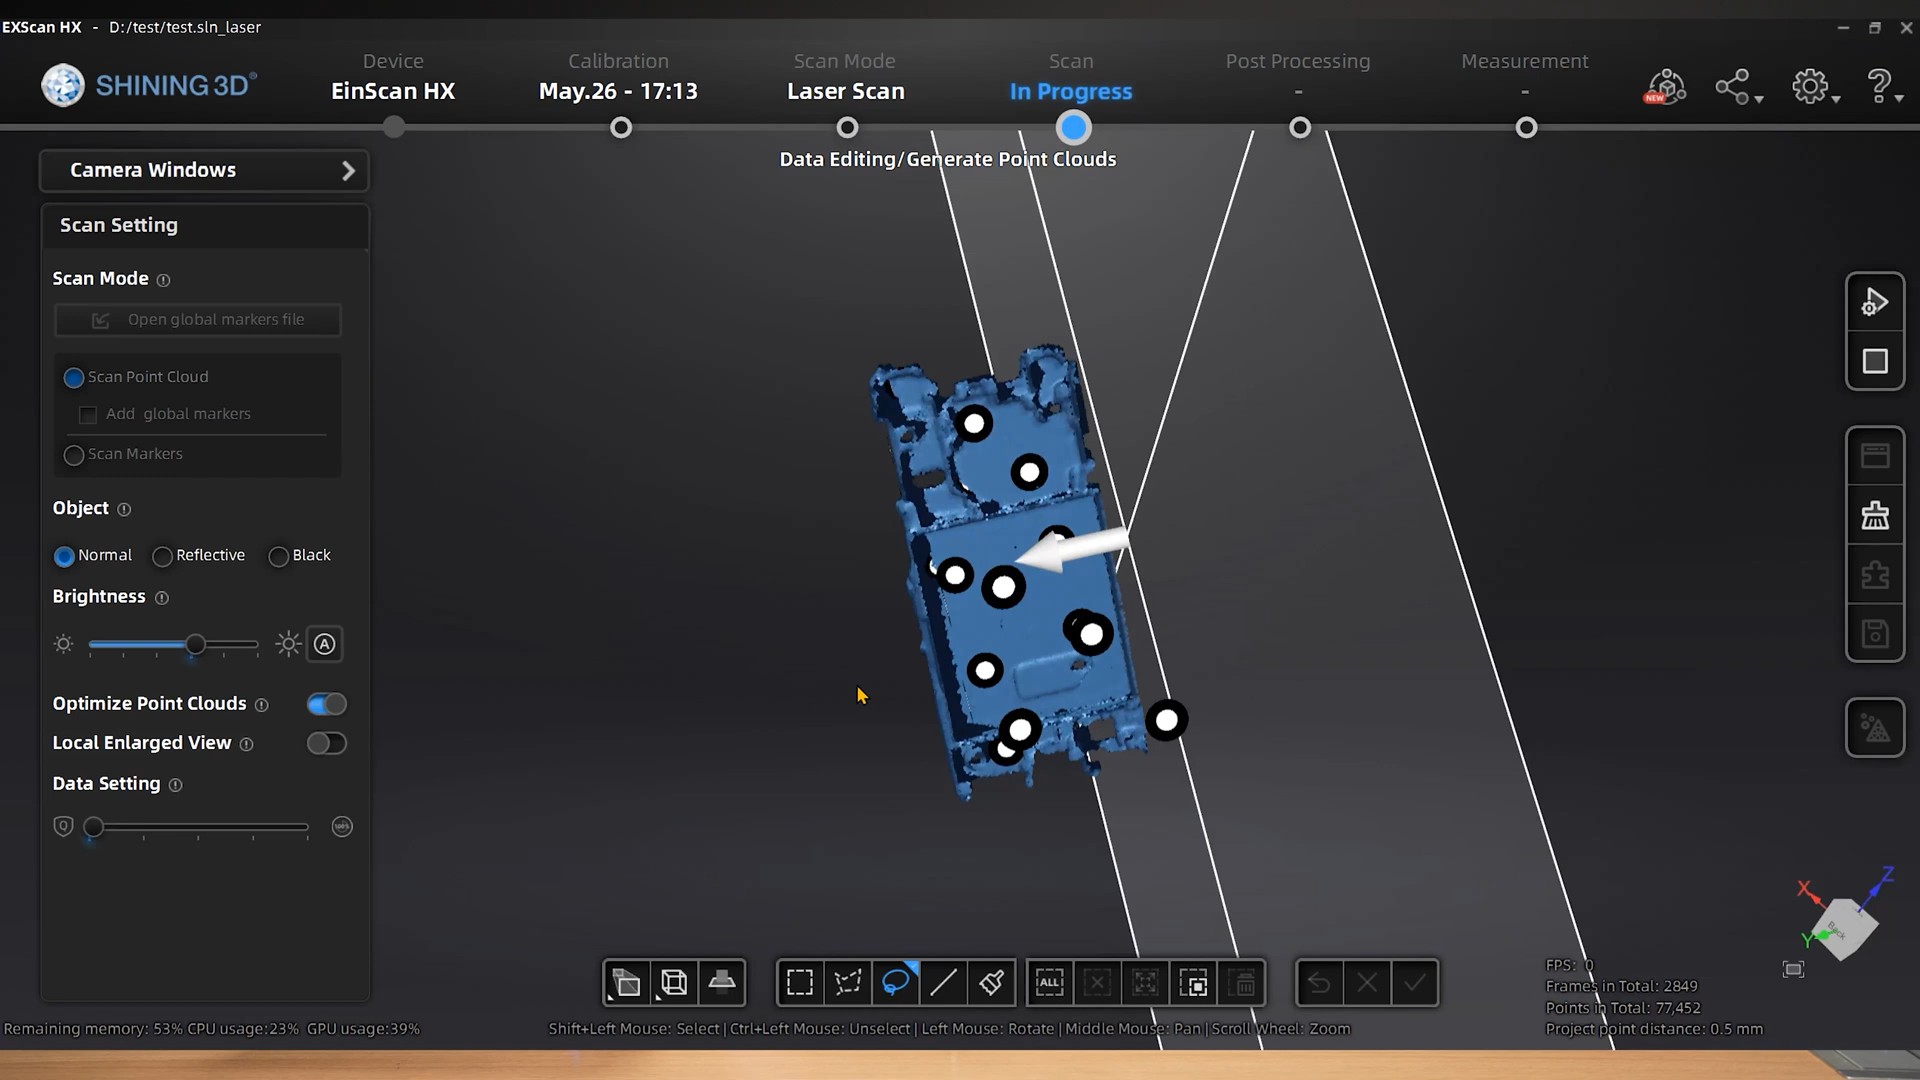 EXScan HX - D:/test/test.sln_laser
SHINING 3D®
Device
EinScan HX
Calibration
May.26 - 17:13
Scan Mode
Laser Scan
Scan
In Progress
Post Processing
-
Measurement
-
NEW
Data Editing/Generate Point Clouds
Camera Windows
Scan Setting
Scan Mode
Open global markers file
Scan Point Cloud
Add global markers
Scan Markers
Object
Normal Reflective Black
Brightness
A
Optimize Point Clouds
Local Enlarged View
Data Setting
Q
100%
ALL
X
Y
Z
Back
FPS: 0
Frames in Total: 2849
Points in Total: 77,452
Project point distance: 0.5 mm
Remaining memory: 53% CPU usage:23% GPU usage:39%
Shift+Left Mouse: Select | Ctrl+Left Mouse: Unselect | Left Mouse: Rotate | Middle Mouse: Pan | Scroll Wheel: Zoom